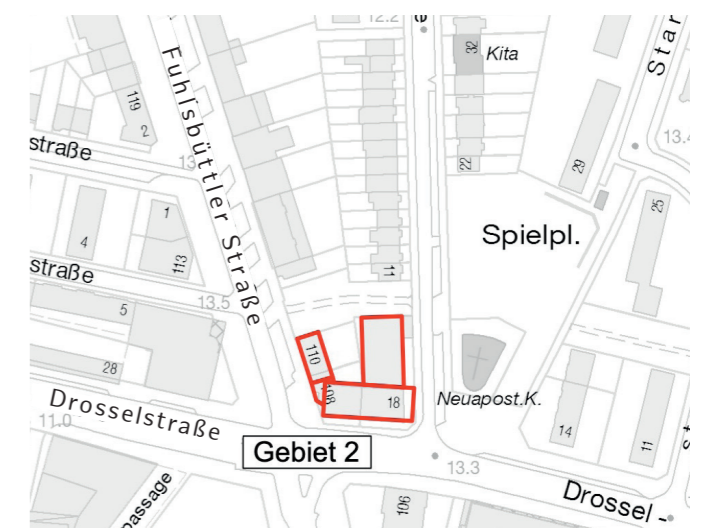 12.2
e
32
Kita
Star
119
2
Fuhlsbüttler Straße
straße
13
22
29
13.4
1
4
113
25
Spielpl.
straße
11
13.5
5
110
28
108
18
Neuapost.K.
Drosselstraße
11.0
14
11
st
Gebiet 2
13.3
Drossel -
passage
106